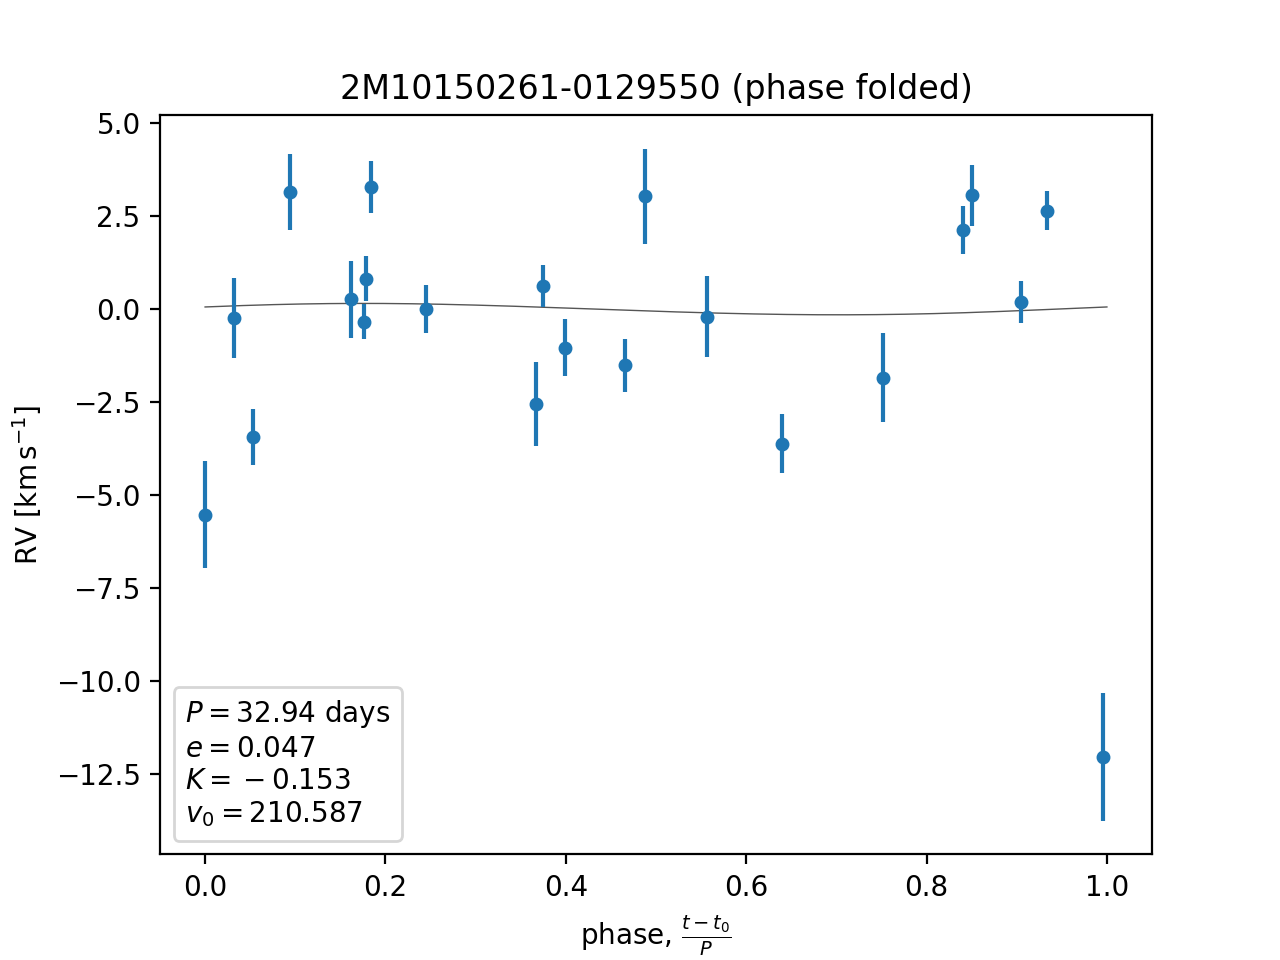 2M10150261-0129550 (phase folded)
5.0
2.5
0.0
−2.5
−5.0
−7.5
−10.0
−12.5
RV [km s⁻¹]
P = 32.94 days
e = 0.047
K = −0.153
v₀ = 210.587
0.0 0.2 0.4 0.6 0.8 1.0
phase, (t − t₀)/P